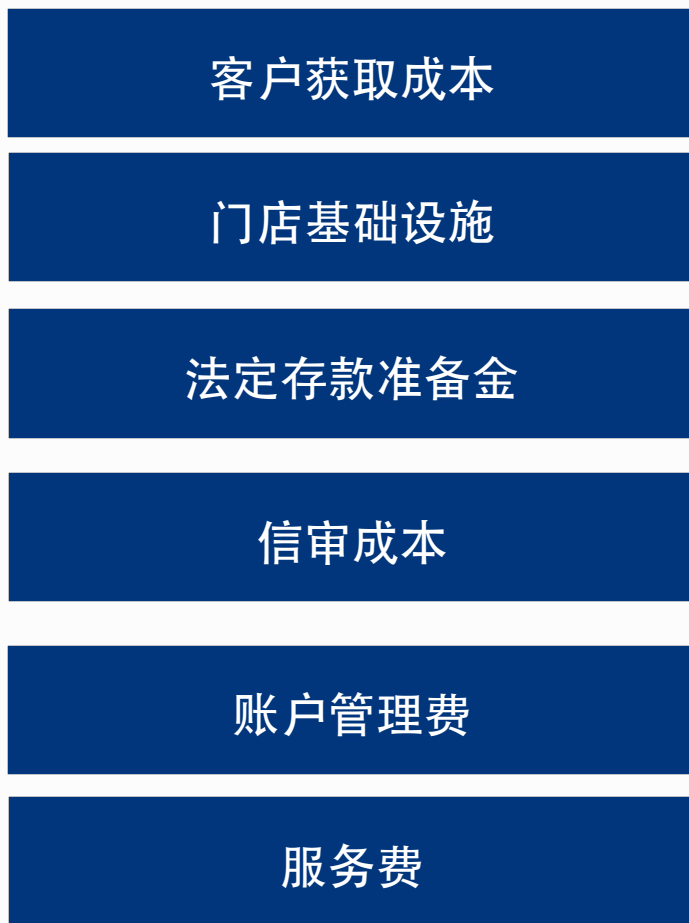 客户获取成本
门店基础设施
法定存款准备金
信审成本
账户管理费
服务费